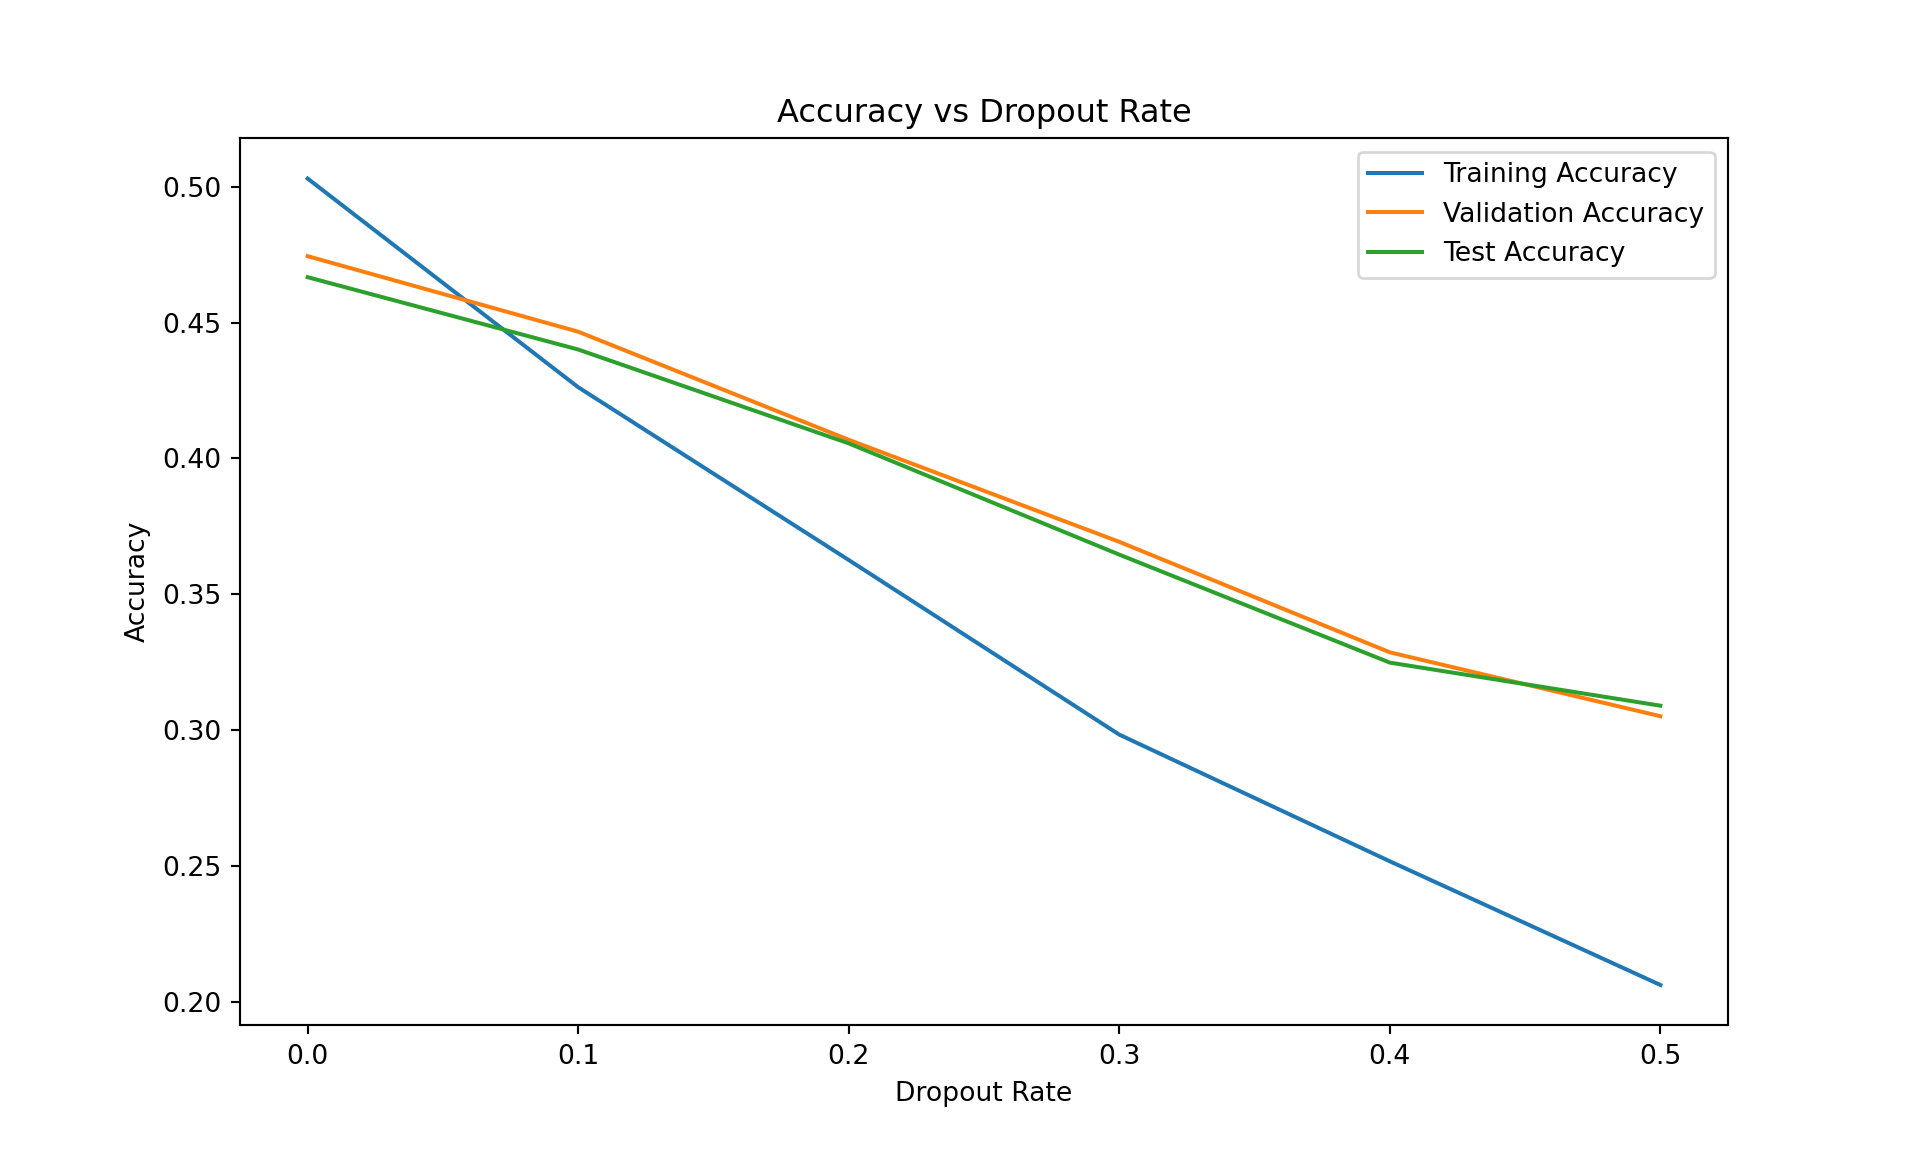 Accuracy vs Dropout Rate
Training Accuracy
Validation Accuracy
Test Accuracy
Accuracy
0.50
0.45
0.40
0.35
0.30
0.25
0.20
0.0 0.1 0.2 0.3 0.4 0.5
Dropout Rate